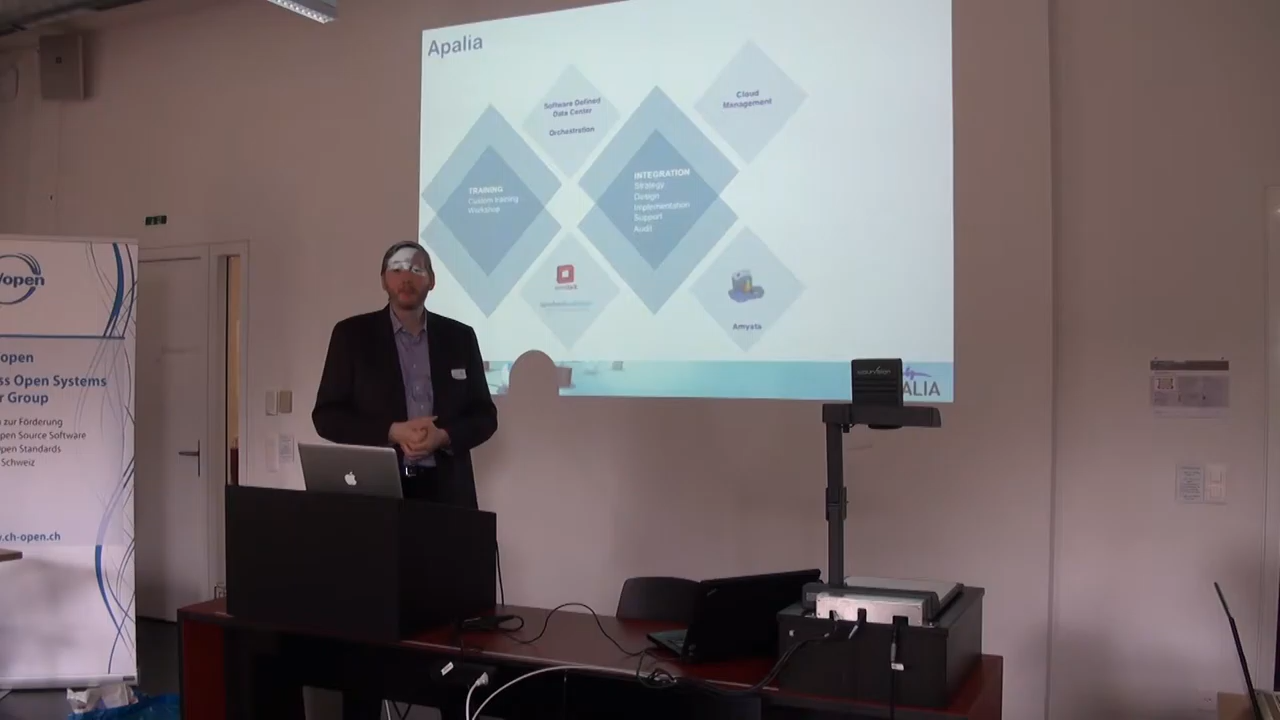 Apalia
Software Defined
Data Center
Orchestration
Cloud
Management
TRAINING
Custom training
Workshop
INTEGRATION
Strategy
Design
Implementation
Support
Audit
Amysta
ALIA
/open
open
ss Open Systems
r Group
zur Förderung
pen Source Software
pen Standards
Schweiz
.ch-open.ch